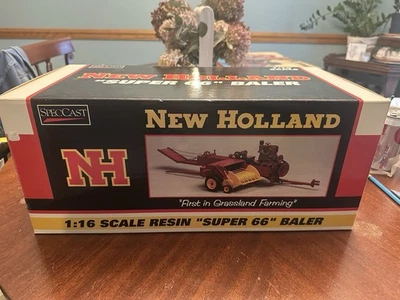 New Holland
"Super 66" Baler
SpecCast
New Holland
NH
"First in Grassland Farming"
1:16 SCALE RESIN "SUPER 66" BALER